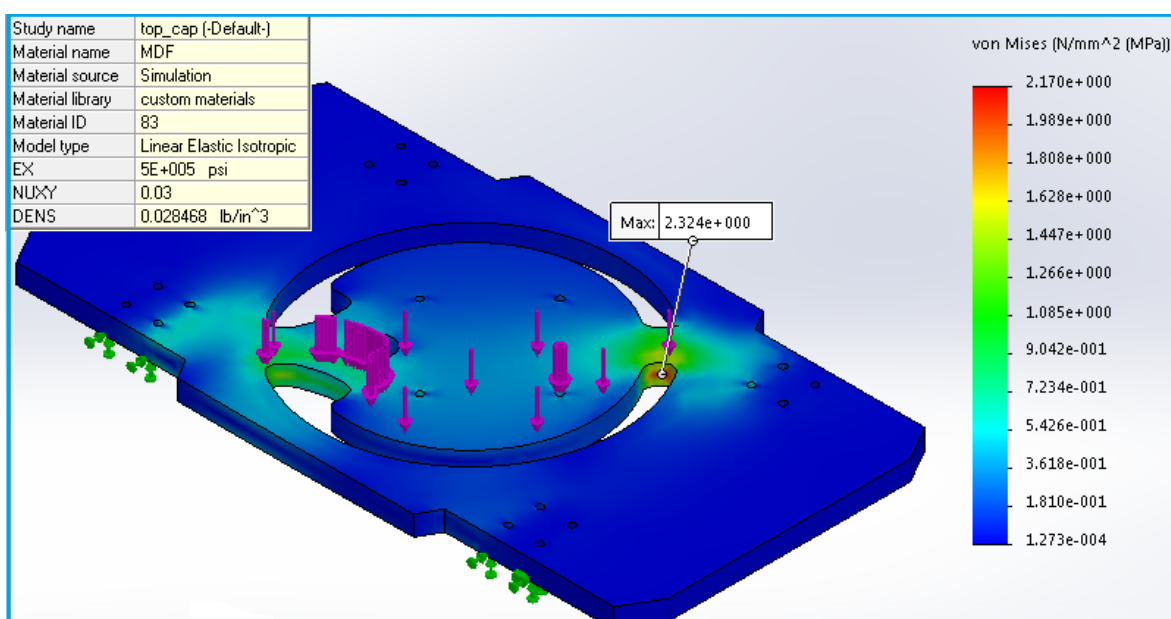 Study name top_cap (-Default-)
Material name MDF
Material source Simulation
Material library custom materials
Material ID 83
Model type Linear Elastic Isotropic
EX 5E+005 psi
NUXY 0.03
DENS 0.028468 lb/in^3
von Mises (N/mm^2 (MPa))
2.170e+000
1.989e+000
1.808e+000
1.628e+000
1.447e+000
1.266e+000
1.085e+000
9.042e-001
7.234e-001
5.426e-001
3.618e-001
1.810e-001
1.273e-004
Max: 2.324e+000